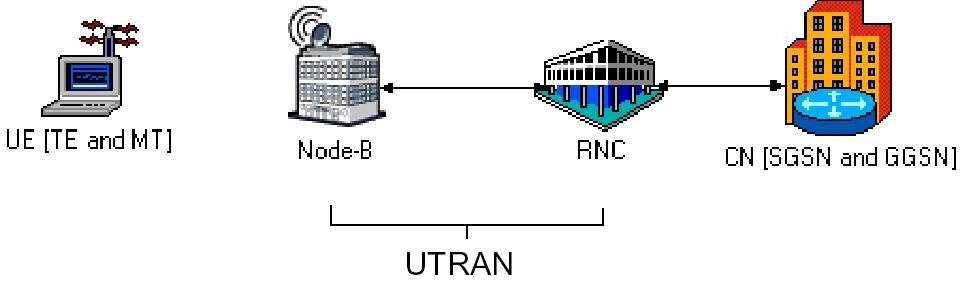 UE [TE and MT]
Node-B
RNC
CN [SGSN and GGSN]
UTRAN